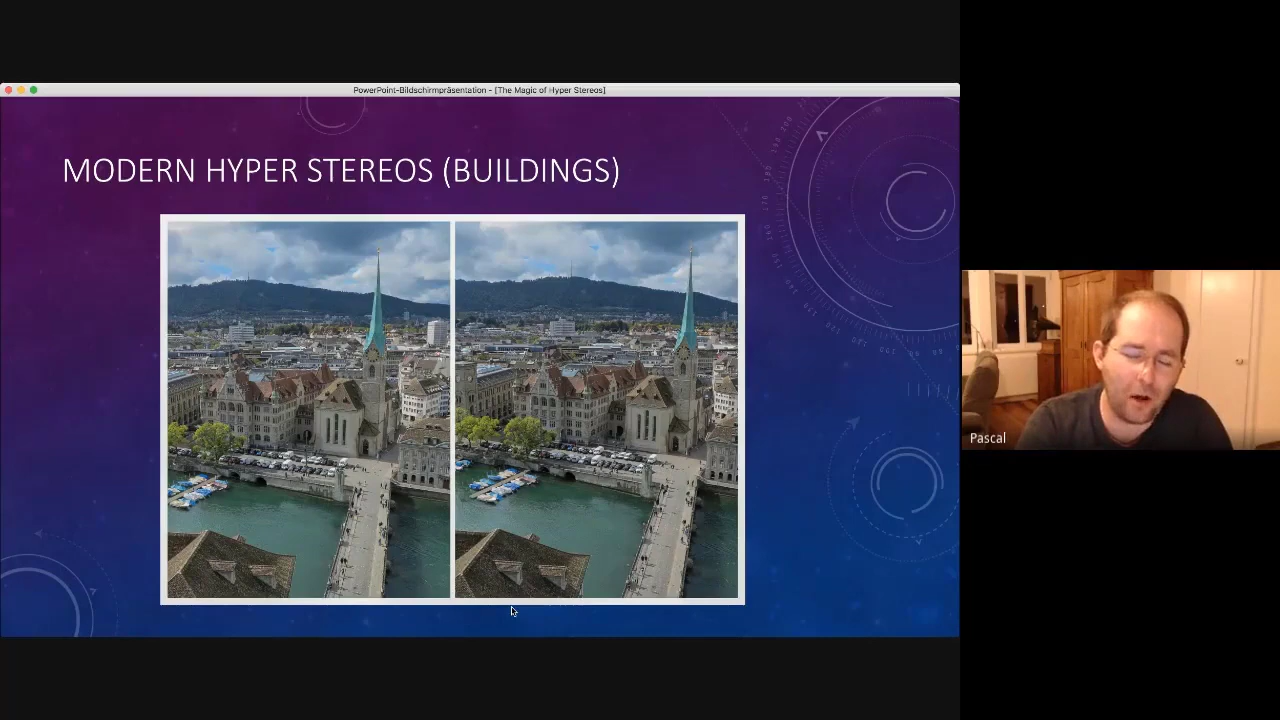 PowerPoint-Bildschirmpräsentation - [The Magic of Hyper Stereos]
MODERN HYPER STEREOS (BUILDINGS)
Pascal